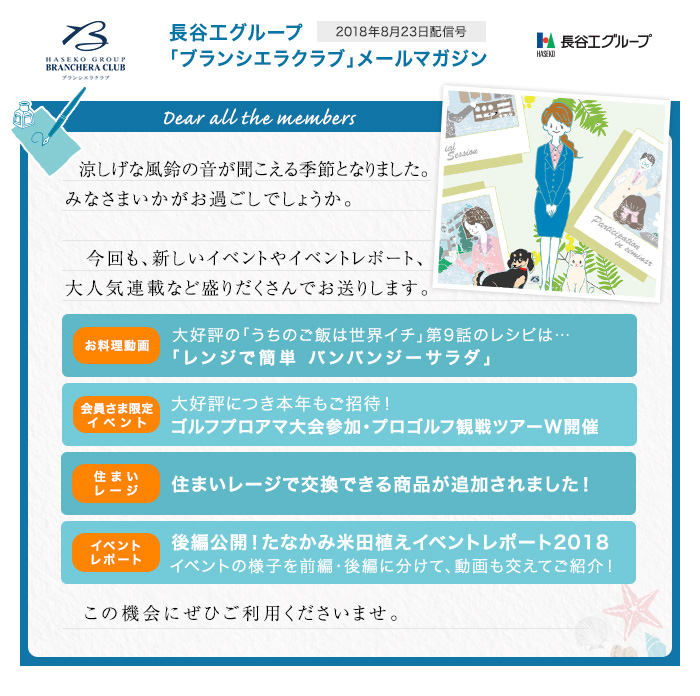 HASEKO GROUP
BRANCHERA CLUB
ブランシエラクラブ
長谷工グループ
2018年8月23日配信号
「ブランシエラクラブ」メールマガジン
HASEKO
長谷工グループ
Dear all the members
ial
Session
Participation
in seminar
涼しげな風鈴の音が聞こえる季節となりました。
みなさまいかがお過ごしでしょうか。
今回も、新しいイベントやイベントレポート、
大人気連載など盛りだくさんでお送りします。
お料理動画
大好評の「うちのご飯は世界イチ」第9話のレシピは…
「レンジで簡単 バンバンジーサラダ」
会員さま限定
イベント
大好評につき本年もご招待!
ゴルフプロアマ大会参加・プロゴルフ観戦ツアーW開催
住まい
レージ
住まいレージで交換できる商品が追加されました!
イベント
レポート
後編公開!たなかみ米田植えイベントレポート2018
イベントの様子を前編・後編に分けて、動画も交えてご紹介!
この機会にぜひご利用くださいませ。